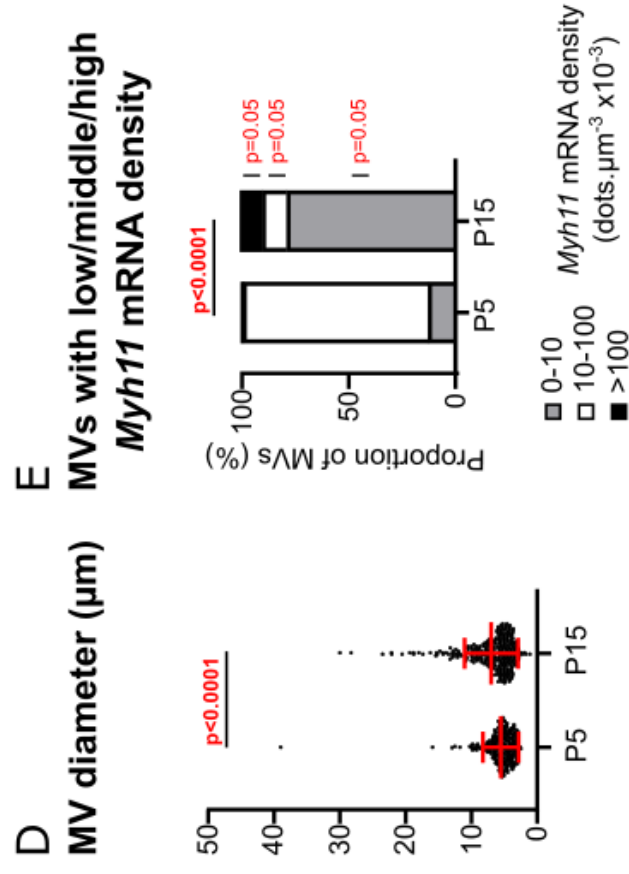 D
MV diameter (µm)
p<0.0001
50
40
30
20
10
0
P5
P15
E
MVs with low/middle/high
Myh11 mRNA density
p<0.0001
p=0.05
p=0.05
p=0.05
Proportion of MVs (%)
100
50
0
P5
P15
0-10
10-100
>100
Myh11 mRNA density
(dots.µm⁻³ x10⁻³)